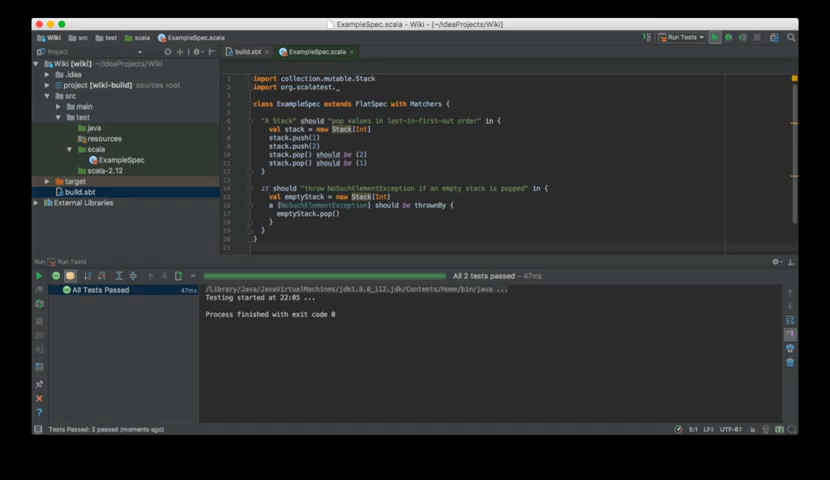 ExampleSpec.scala - Wiki - [~/IdeaProjects/Wiki]
Wiki src test scala ExampleSpec.scala
Run Tests
Project
build.sbt ExampleSpec.scala
Wiki [wiki] ~/IdeaProjects/Wiki
.idea
project [wiki-build] sources root
src
main
test
java
resources
scala
ExampleSpec
scala-2.12
target
build.sbt
External Libraries
1 import collection.mutable.Stack
2 import org.scalatest._
3
4 class ExampleSpec extends FlatSpec with Matchers {
5
6 "A Stack" should "pop values in last-in-first-out order" in {
7 val stack = new Stack[Int]
8 stack.push(1)
9 stack.push(2)
10 stack.pop() should be (2)
11 stack.pop() should be (1)
12 }
13
14 it should "throw NoSuchElementException if an empty stack is popped" in {
15 val emptyStack = new Stack[Int]
16 a [NoSuchElementException] should be thrownBy {
17 emptyStack.pop()
18 }
19 }
20 }
21
Run Run Tests
All 2 tests passed – 47ms
All Tests Passed 47ms
/Library/Java/JavaVirtualMachines/jdk1.8.0_112.jdk/Contents/Home/bin/java ...
Testing started at 22:05 ...
Process finished with exit code 0
Tests Passed: 2 passed (moments ago)
5:1 LF÷ UTF-8÷